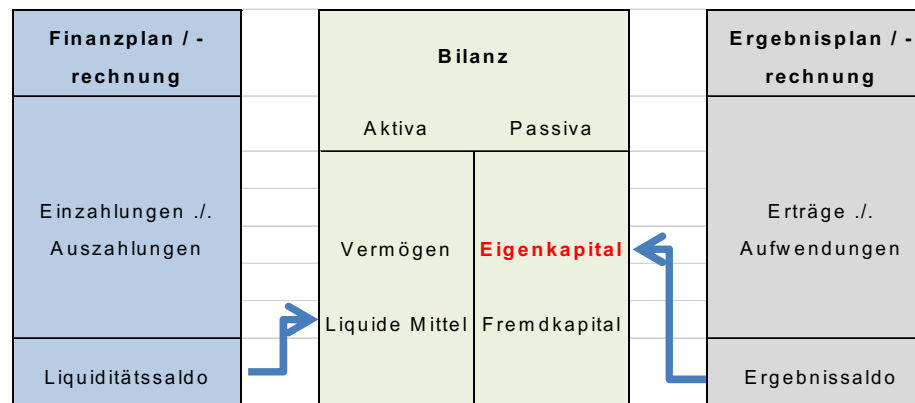 Finanzplan / -
rechnung
Einzahlungen ./.
Auszahlungen
Liquiditätssaldo
Bilanz
Aktiva Passiva
Vermögen Eigenkapital
Liquide Mittel Fremdkapital
Ergebnisplan / -
rechnung
Erträge ./.
Aufwendungen
Ergebnissaldo